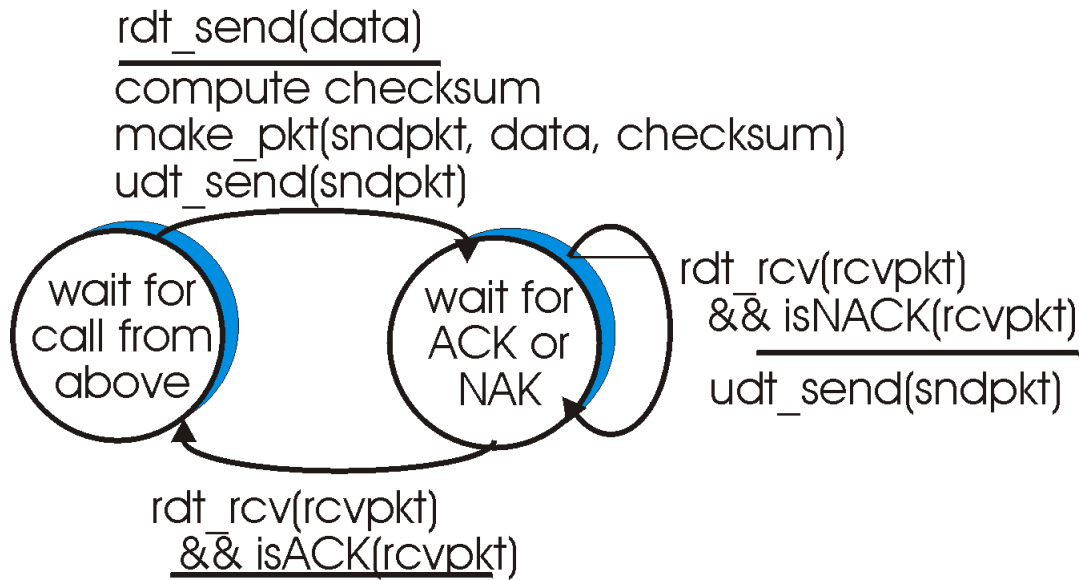 rdt_send(data)
compute checksum
make_pkt(sndpkt, data, checksum)
udt_send(sndpkt)
wait for
call from
above
wait for
ACK or
NAK
rdt_rcv(rcvpkt)
&& isNACK(rcvpkt)
udt_send(sndpkt)
rdt_rcv(rcvpkt)
&& isACK(rcvpkt)